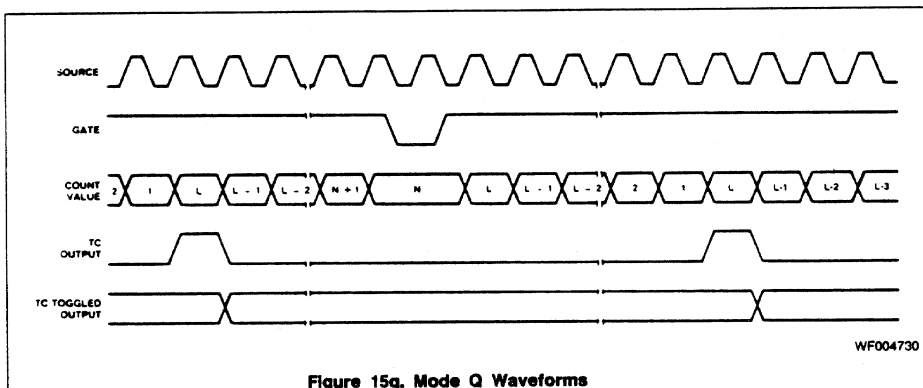 SOURCE
GATE
COUNT VALUE
2 1 L L - 1 L - 2 N + 1 N L L - 1 L - 2 2 1 L L-1 L-2 L-3
TC OUTPUT
TC TOGGLED OUTPUT
WF004730
Figure 15q. Mode Q Waveforms